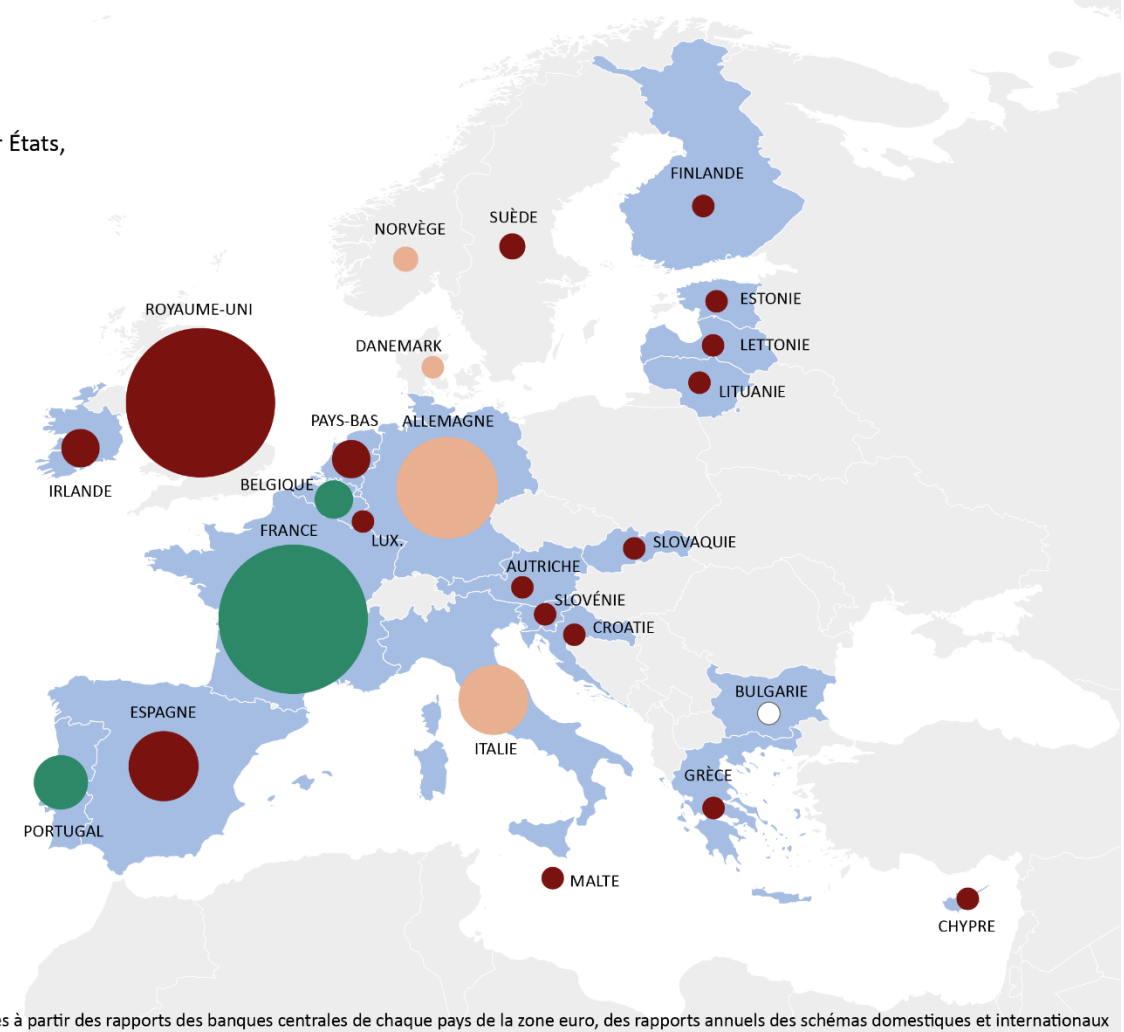 r États,
FINLANDE
SUÈDE
NORVÈGE
ESTONIE
ROYAUME-UNI
LETTONIE
DANEMARK
LITUANIE
PAYS-BAS
ALLEMAGNE
BELGIQUE
IRLANDE
FRANCE
LUX.
SLOVAQUIE
AUTRICHE
SLOVÉNIE
CROATIE
BULGARIE
ESPAGNE
ITALIE
GRÈCE
PORTUGAL
MALTE
CHYPRE
es à partir des rapports des banques centrales de chaque pays de la zone euro, des rapports annuels des schémas domestiques et internationaux